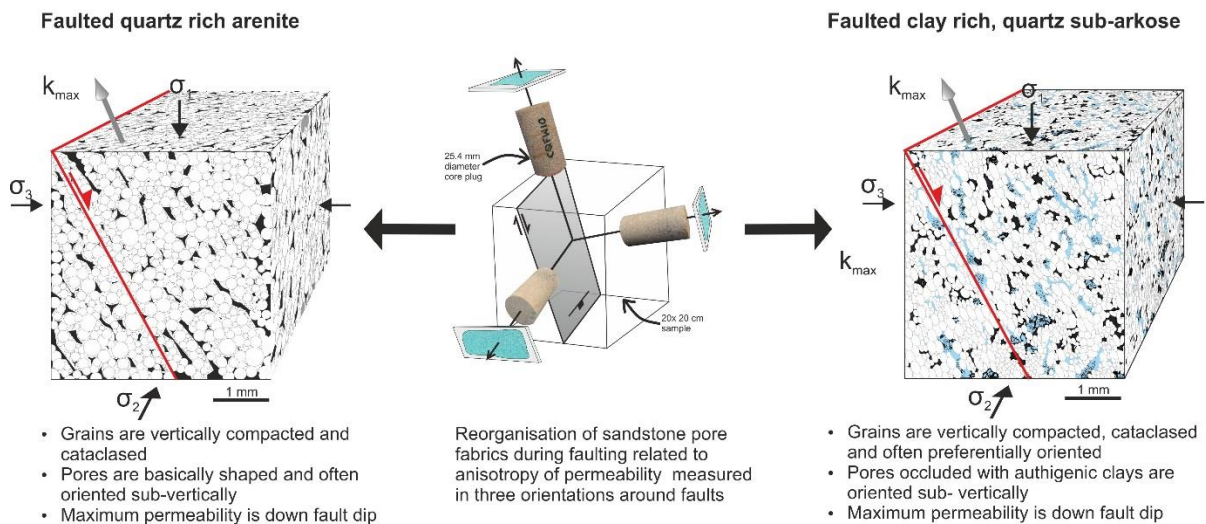 Faulted quartz rich arenite
kmax
σ1
σ3
σ2
1 mm
• Grains are vertically compacted and
cataclased
• Pores are basically shaped and often
oriented sub-vertically
• Maximum permeability is down fault dip
25.4 mm
diameter
core plug
20x 20 cm
sample
Reorganisation of sandstone pore
fabrics during faulting related to
anisotropy of permeability measured
in three orientations around faults
Faulted clay rich, quartz sub-arkose
kmax
σ1
σ3
kmax
σ2
1 mm
• Grains are vertically compacted, cataclased
and often preferentially oriented
• Pores occluded with authigenic clays are
oriented sub- vertically
• Maximum permeability is down fault dip